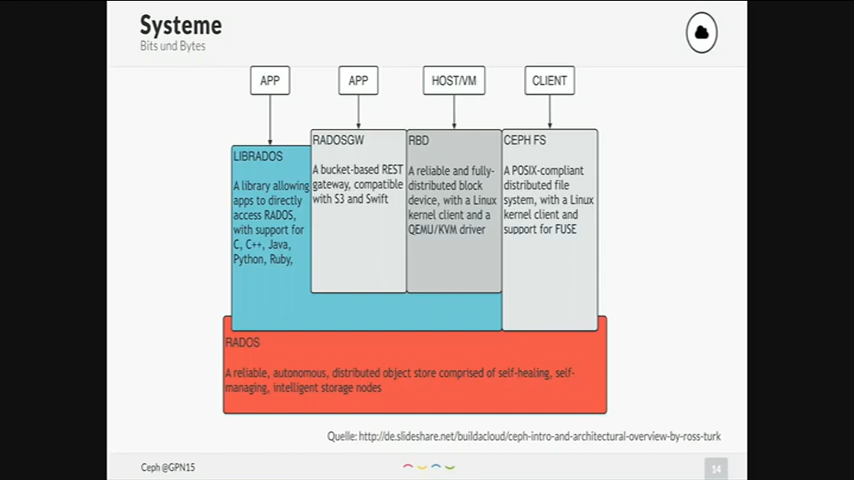 Systeme
Bits und Bytes
APP
APP
HOST/VM
CLIENT
LIBRADOS
A library allowing
apps to directly
access RADOS,
with support for
C, C++, Java,
Python, Ruby,
RADOSGW
A bucket-based REST
gateway, compatible
with S3 and Swift
RBD
A reliable and fully-
distributed block
device, with a Linux
kernel client and a
QEMU/KVM driver
CEPH FS
A POSIX-compliant
distributed file
system, with a Linux
kernel client and
support for FUSE
RADOS
A reliable, autonomous, distributed object store comprised of self-healing, self-
managing, intelligent storage nodes
Quelle: http://de.slideshare.net/buildacloud/ceph-intro-and-architectural-overview-by-ross-turk
Ceph @GPN15
14